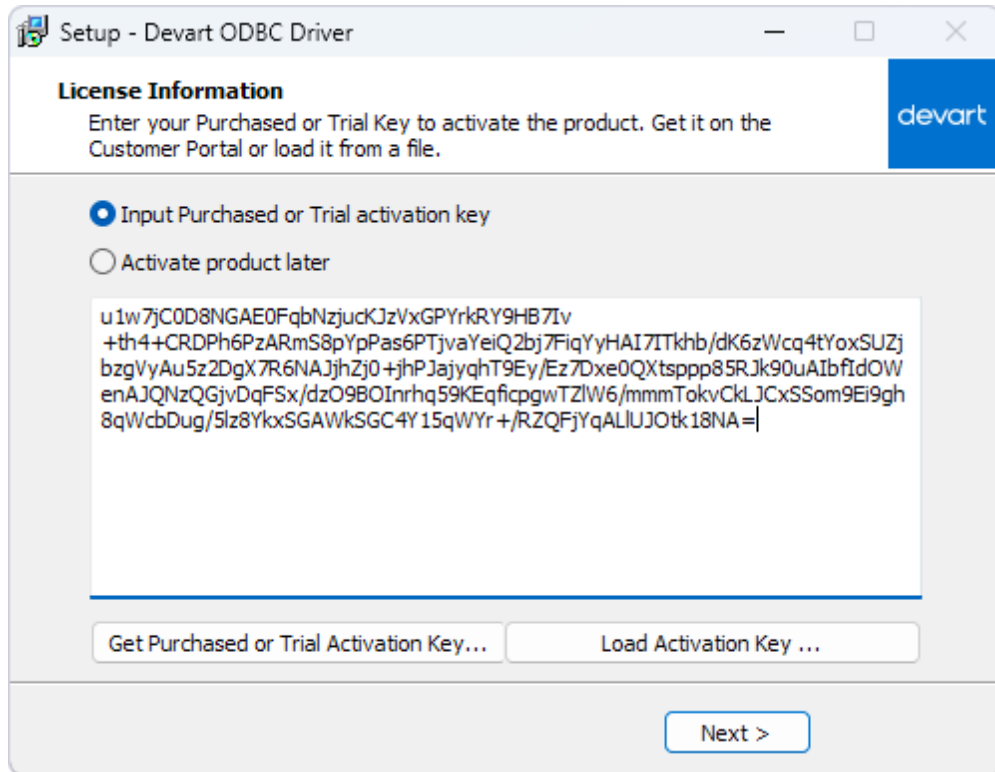 Setup - Devart ODBC Driver
License Information
Enter your Purchased or Trial Key to activate the product. Get it on the
Customer Portal or load it from a file.
devart
Input Purchased or Trial activation key
Activate product later
u1w7jC0D8NGAE0FqbNzjucKJzVxGPYrkRY9HB7Iv
+th4+CRDPh6PzARmS8pYpPas6PTjvaYeiQ2bj7FiqYyHAI7ITkhb/dK6zWcq4tYoxSUZj
bzgVyAu5z2DgX7R6NAJjhZj0+jhPJajyqhT9Ey/Ez7Dxe0QXtsppp85RJk90uAIbfIdOW
enAJQNzQGjvDqFSx/dzO9BOInrhq59KEqficpgwTZlW6/mmmTokvCkLJCxSSom9Ei9gh
8qWcbDug/5lz8YkxSGAWkSGC4Y15qWYr+/RZQFjYqALlUJOtk18NA=
Get Purchased or Trial Activation Key...
Load Activation Key ...
Next >